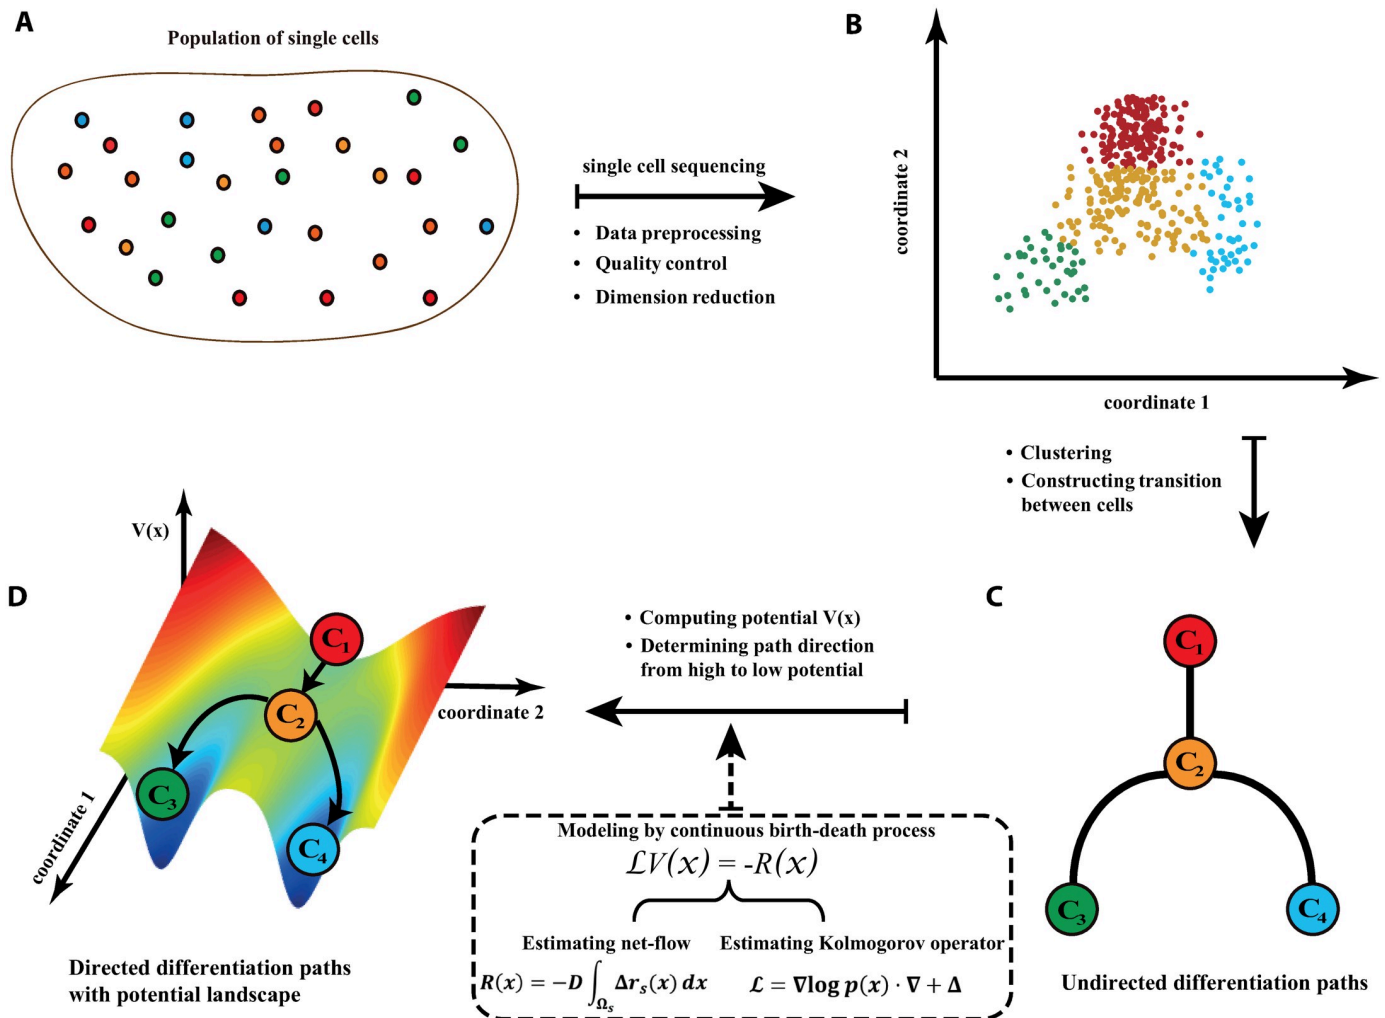 A
Population of single cells
single cell sequencing
• Data preprocessing
• Quality control
• Dimension reduction
B
coordinate 2
coordinate 1
• Clustering
• Constructing transition
between cells
C
C₁
C₂
C₃
C₄
Undirected differentiation paths
• Computing potential V(x)
• Determining path direction
from high to low potential
Modeling by continuous birth-death process
ℒV(x) = -R(x)
Estimating net-flow
R(x) = −D ∫_Ωₛ Δrₛ(x) dx
Estimating Kolmogorov operator
ℒ = ∇log p(x) · ∇ + Δ
D
V(x)
C₁
C₂
C₃
C₄
coordinate 2
coordinate 1
Directed differentiation paths
with potential landscape